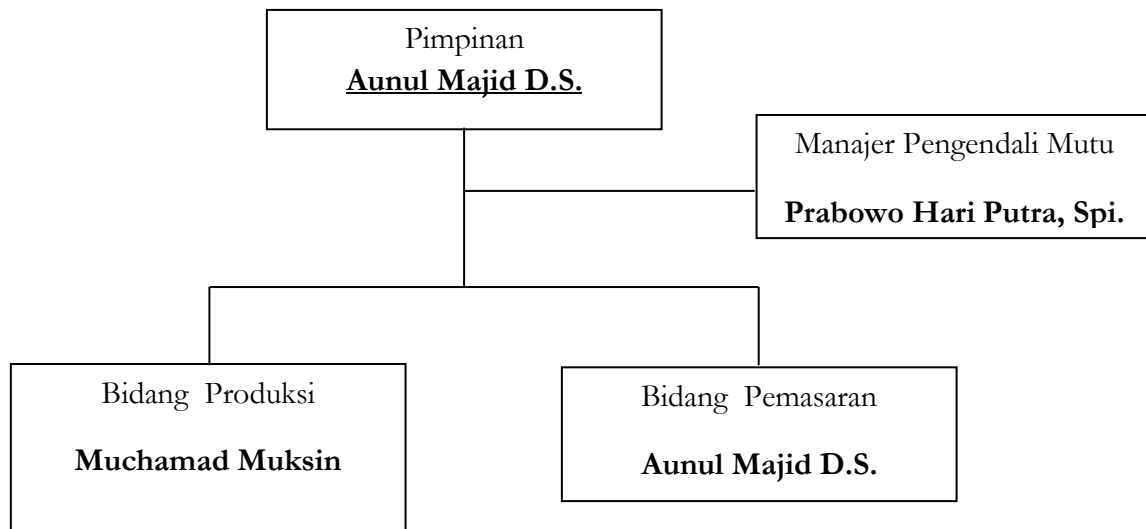 Pimpinan
Aunul Majid D.S.
Manajer Pengendali Mutu
Prabowo Hari Putra, Spi.
Bidang Produksi
Muchamad Muksin
Bidang Pemasaran
Aunul Majid D.S.